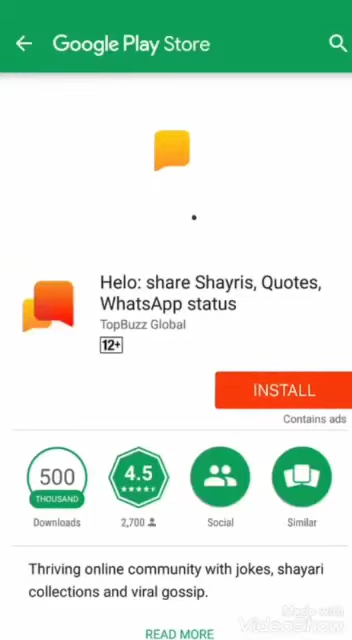 Google Play Store
Helo: share Shayris, Quotes,
WhatsApp status
TopBuzz Global
12+
INSTALL
Contains ads
500
THOUSAND
4.5
Downloads
2,700
Social
Similar
Thriving online community with jokes, shayari
collections and viral gossip.
READ MORE
Made with
VideoShow